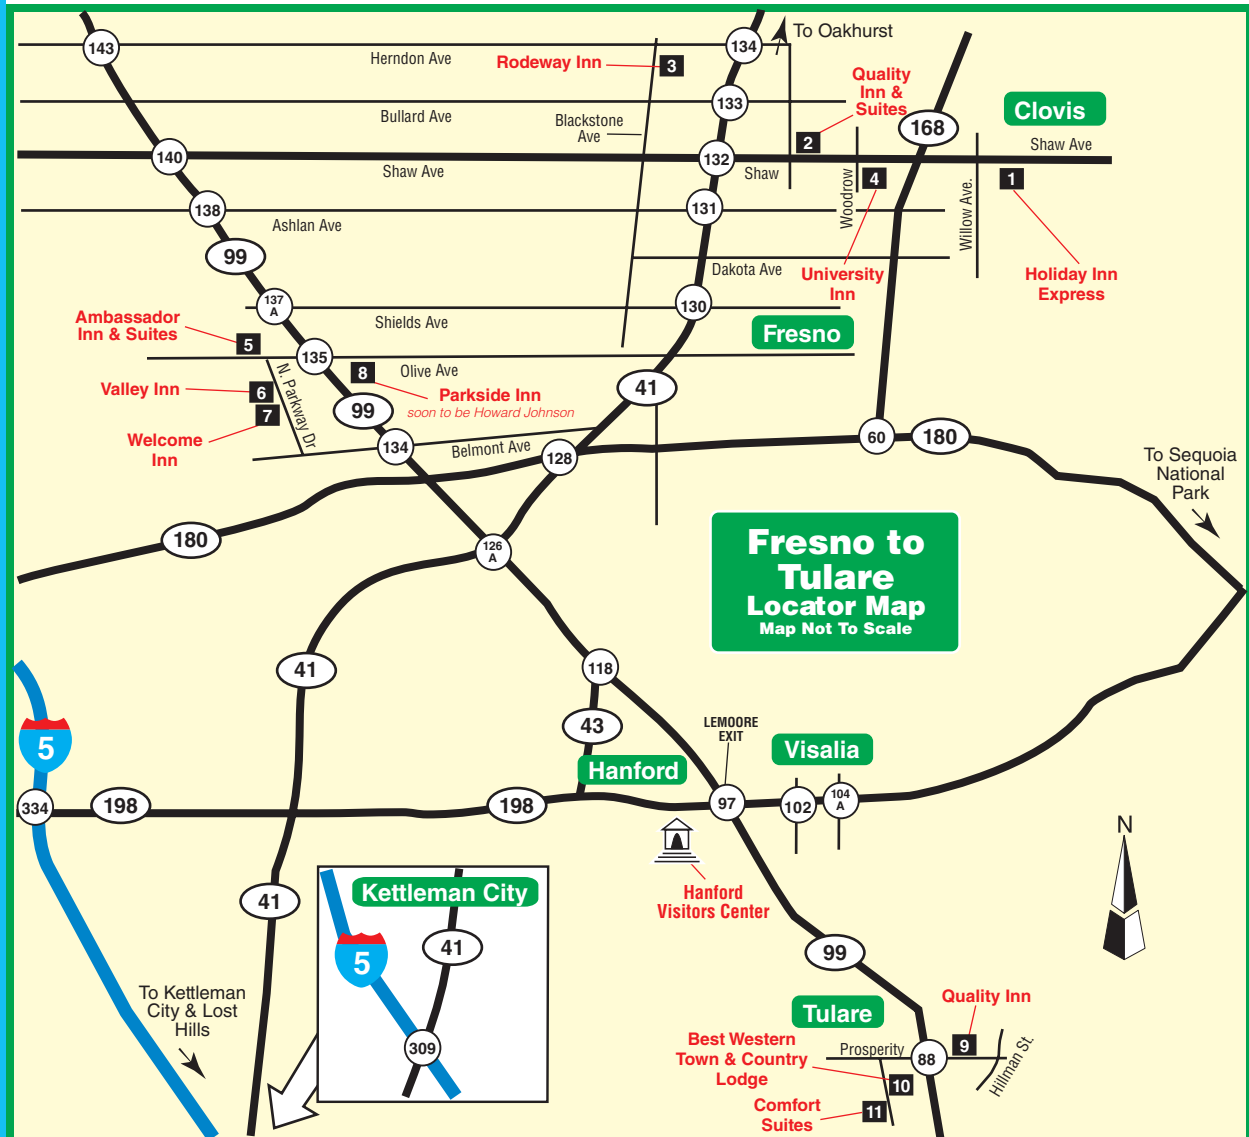 143
Herndon Ave
Rodeway Inn
3
134
To Oakhurst
Quality
Inn &
Suites
Clovis
Bullard Ave
Blackstone
Ave
133
168
2
140
Shaw Ave
132
Shaw
Shaw Ave
Woodrow
4
Willow Ave.
1
138
Ashlan Ave
131
99
Dakota Ave
University
Inn
Holiday Inn
Express
137
A
Shields Ave
130
Fresno
Ambassador
Inn & Suites
5
135
Olive Ave
8
Valley Inn
6
7
N. Parkway Dr
99
Parkside Inn
soon to be Howard Johnson
41
Welcome
Inn
134
Belmont Ave
128
60
180
To Sequoia
National
Park
180
126
A
Fresno to
Tulare
Locator Map
Map Not To Scale
41
118
43
LEMOORE
EXIT
Visalia
5
Hanford
334
198
198
97
102
104
A
N
Hanford
Visitors Center
41
Kettleman City
41
5
309
99
To Kettleman
City & Lost
Hills
Tulare
Quality Inn
Best Western
Town & Country
Lodge
Prosperity
88
9
Hillman St.
10
Comfort
Suites
11